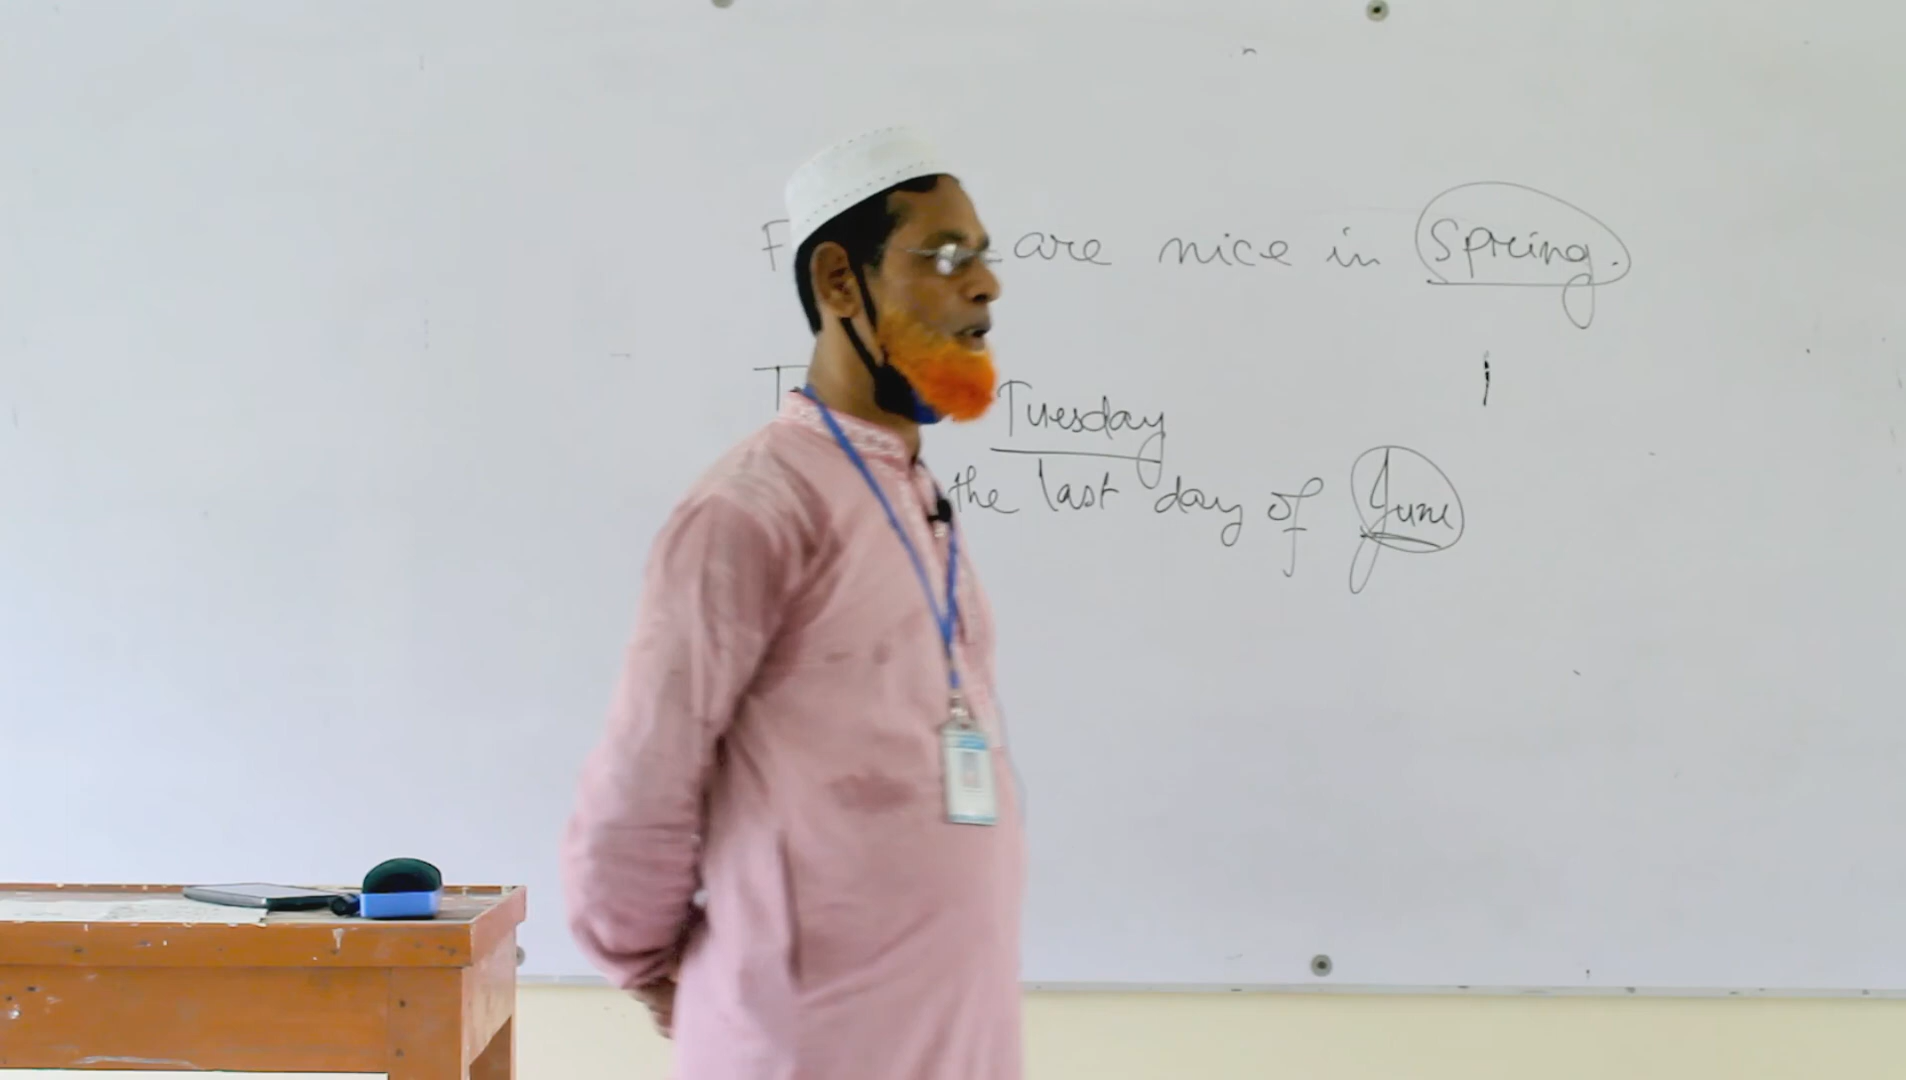 are nice in Spring.
Tuesday
the last day of June